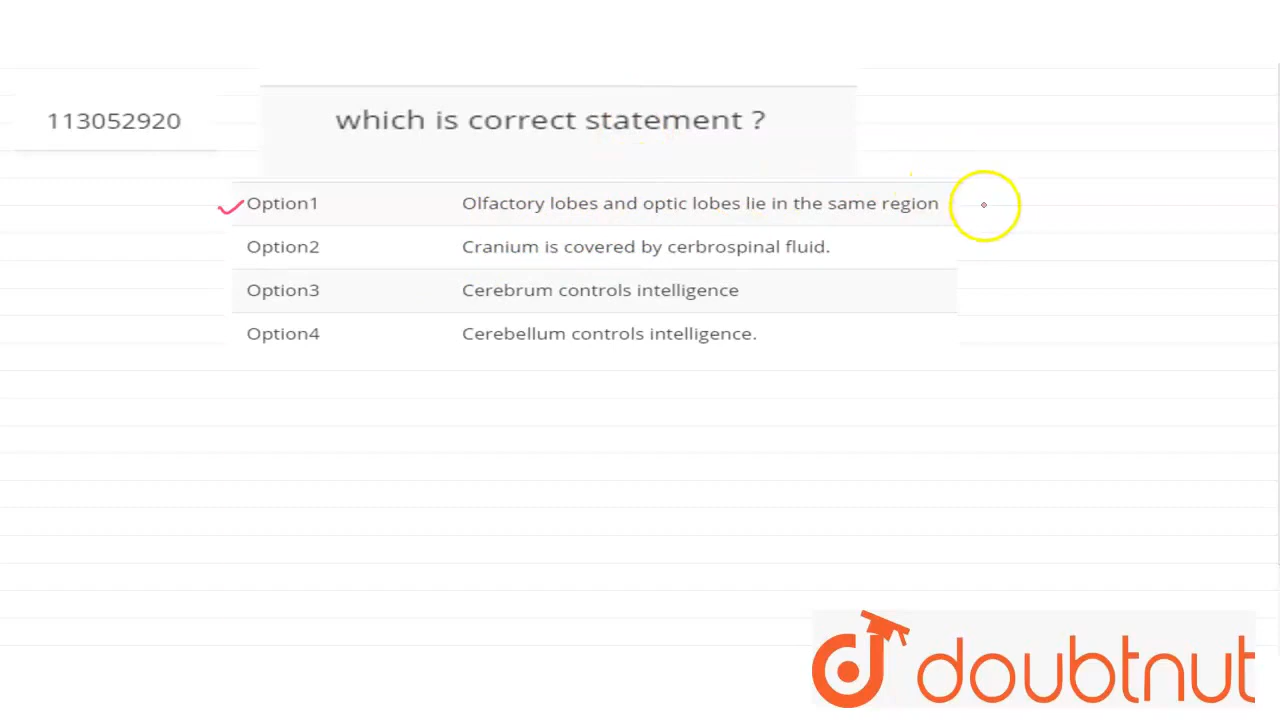 113052920
which is correct statement ?
Option1 Olfactory lobes and optic lobes lie in the same region
Option2 Cranium is covered by cerbrospinal fluid.
Option3 Cerebrum controls intelligence
Option4 Cerebellum controls intelligence.
doubtnut